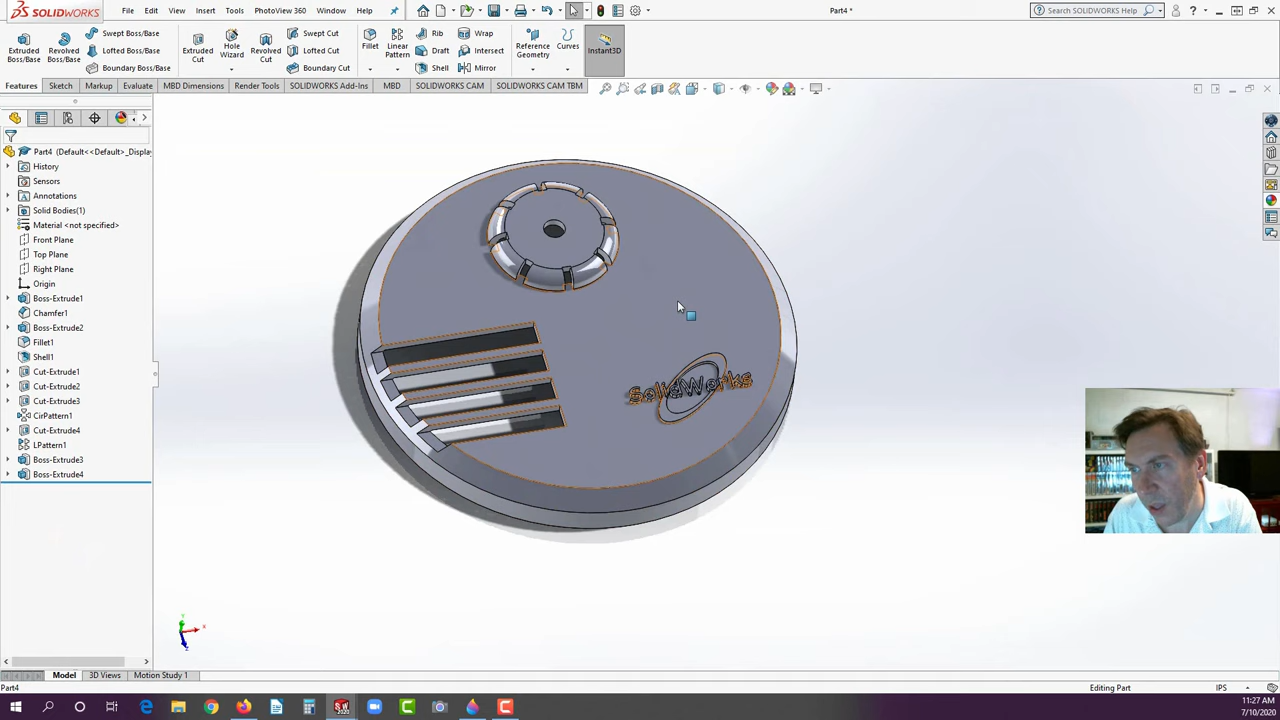 SOLIDWORKS
File Edit View Insert Tools PhotoView 360 Window Help
Part4 *
Search SOLIDWORKS Help
Extruded Boss/Base
Revolved Boss/Base
Swept Boss/Base
Lofted Boss/Base
Boundary Boss/Base
Extruded Cut
Hole Wizard
Revolved Cut
Swept Cut
Lofted Cut
Boundary Cut
Fillet
Linear Pattern
Rib
Draft
Shell
Wrap
Intersect
Mirror
Reference Geometry
Curves
Instant3D
Features Sketch Markup Evaluate MBD Dimensions Render Tools SOLIDWORKS Add-Ins MBD SOLIDWORKS CAM SOLIDWORKS CAM TBM
Part4 (Default<<Default>_Display
History
Sensors
Annotations
Solid Bodies(1)
Material <not specified>
Front Plane
Top Plane
Right Plane
Origin
Boss-Extrude1
Chamfer1
Boss-Extrude2
Fillet1
Shell1
Cut-Extrude1
Cut-Extrude2
Cut-Extrude3
CirPattern1
Cut-Extrude4
LPattern1
Boss-Extrude3
Boss-Extrude4
SolidWorks
Model 3D Views Motion Study 1
Part4
Editing Part
IPS
11:27 AM
7/10/2020